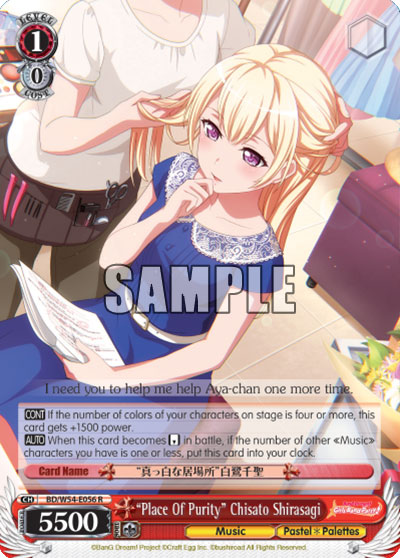 LEVEL
1
0
COST
SAMPLE
I need you to help me help Aya-chan one more time.
CONT If the number of colors of your characters on stage is four or more, this
card gets +1500 power.
AUTO When this card becomes [.] in battle, if the number of other «Music»
characters you have is one or less, put this card into your clock.
Card Name "真っ白な居場所"白鷺千聖
CH BD/W54-E056 R
POWER 5500
"Place Of Purity" Chisato Shirasagi
Music Pastel*Palettes
©BanG Dream! Project ©Craft Egg Inc. ©bushiroad All Rights Reserved.